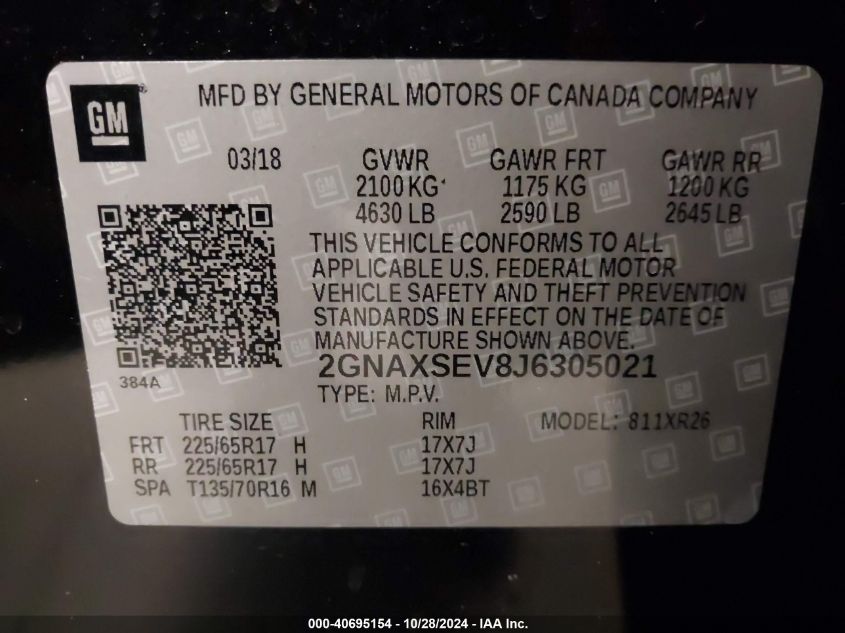 GM
MFD BY GENERAL MOTORS OF CANADA COMPANY
03/18 GVWR GAWR FRT GAWR RR
2100 KG 1175 KG 1200 KG
4630 LB 2590 LB 2645 LB
THIS VEHICLE CONFORMS TO ALL
APPLICABLE U.S. FEDERAL MOTOR
VEHICLE SAFETY AND THEFT PREVENTION
STANDARDS IN EFFECT ON THE DATE OF
MANUFACTURE SHOWN ABOVE.
2GNAXSEV8J6305021
384A
TYPE: M.P.V.
TIRE SIZE RIM MODEL: 811XR26
FRT 225/65R17 H 17X7J
RR 225/65R17 H 17X7J
SPA T135/70R16 M 16X4BT
000-40695154 - 10/28/2024 - IAA Inc.